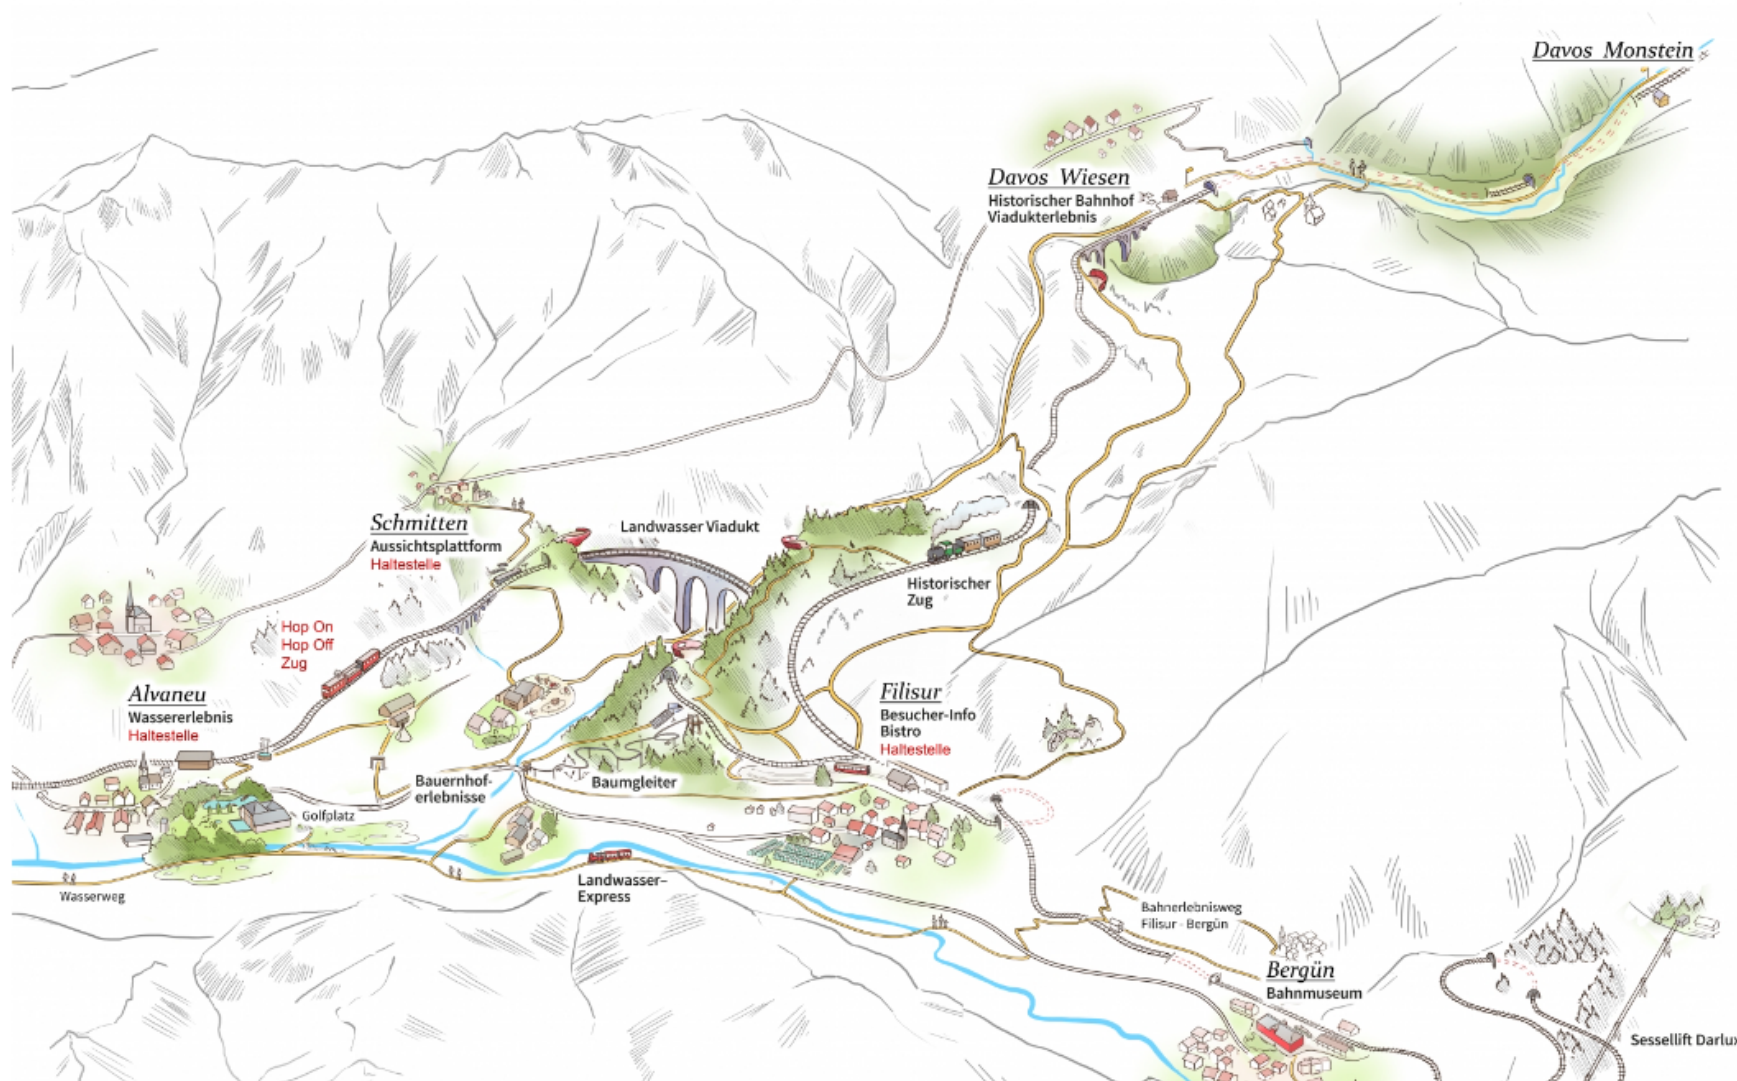 Davos Monstein
Davos Wiesen
Historischer Bahnhof
Viadukterlebnis
Schmitten
Aussichtsplattform
Haltestelle
Landwasser Viadukt
Historischer
Zug
Hop On
Hop Off
Zug
Alvaneu
Wassererlebnis
Haltestelle
Filisur
Besucher-Info
Bistro
Haltestelle
Bauernhof-
erlebnisse
Baumgleiter
Golfplatz
Wasserweg
Landwasser–
Express
Bahnerlebnisweg
Filisur - Bergün
Bergün
Bahnmuseum
Sessellift Darlux